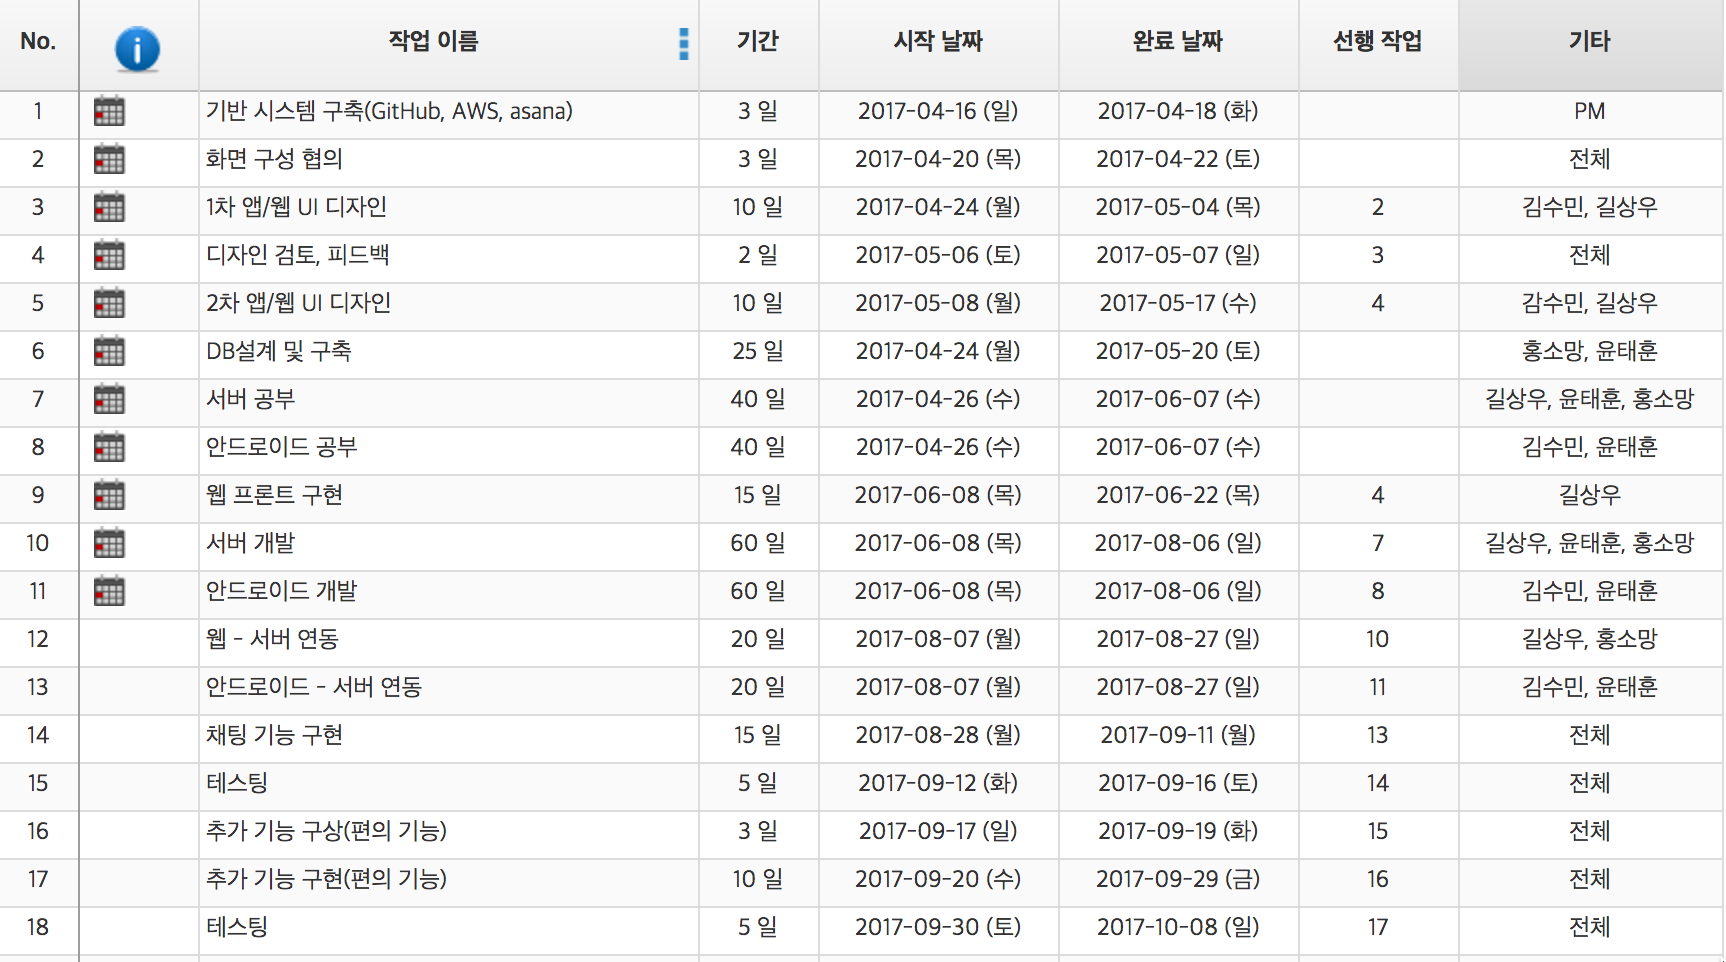 No. 작업 이름 기간 시작 날짜 완료 날짜 선행 작업 기타
1 기반 시스템 구축(GitHub, AWS, asana) 3 일 2017-04-16 (일) 2017-04-18 (화) PM
2 화면 구성 협의 3 일 2017-04-20 (목) 2017-04-22 (토) 전체
3 1차 앱/웹 UI 디자인 10 일 2017-04-24 (월) 2017-05-04 (목) 2 김수민, 길상우
4 디자인 검토, 피드백 2 일 2017-05-06 (토) 2017-05-07 (일) 3 전체
5 2차 앱/웹 UI 디자인 10 일 2017-05-08 (월) 2017-05-17 (수) 4 감수민, 길상우
6 DB설계 및 구축 25 일 2017-04-24 (월) 2017-05-20 (토) 홍소망, 윤태훈
7 서버 공부 40 일 2017-04-26 (수) 2017-06-07 (수) 길상우, 윤태훈, 홍소망
8 안드로이드 공부 40 일 2017-04-26 (수) 2017-06-07 (수) 김수민, 윤태훈
9 웹 프론트 구현 15 일 2017-06-08 (목) 2017-06-22 (목) 4 길상우
10 서버 개발 60 일 2017-06-08 (목) 2017-08-06 (일) 7 길상우, 윤태훈, 홍소망
11 안드로이드 개발 60 일 2017-06-08 (목) 2017-08-06 (일) 8 김수민, 윤태훈
12 웹 - 서버 연동 20 일 2017-08-07 (월) 2017-08-27 (일) 10 길상우, 홍소망
13 안드로이드 - 서버 연동 20 일 2017-08-07 (월) 2017-08-27 (일) 11 김수민, 윤태훈
14 채팅 기능 구현 15 일 2017-08-28 (월) 2017-09-11 (월) 13 전체
15 테스팅 5 일 2017-09-12 (화) 2017-09-16 (토) 14 전체
16 추가 기능 구상(편의 기능) 3 일 2017-09-17 (일) 2017-09-19 (화) 15 전체
17 추가 기능 구현(편의 기능) 10 일 2017-09-20 (수) 2017-09-29 (금) 16 전체
18 테스팅 5 일 2017-09-30 (토) 2017-10-08 (일) 17 전체